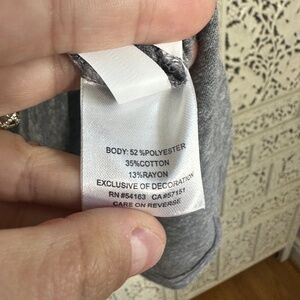 BODY: 52 %POLYESTER
35%COTTON
13%RAYON
EXCLUSIVE OF DECORATION
RN#54163 CA#57151
CARE ON REVERSE